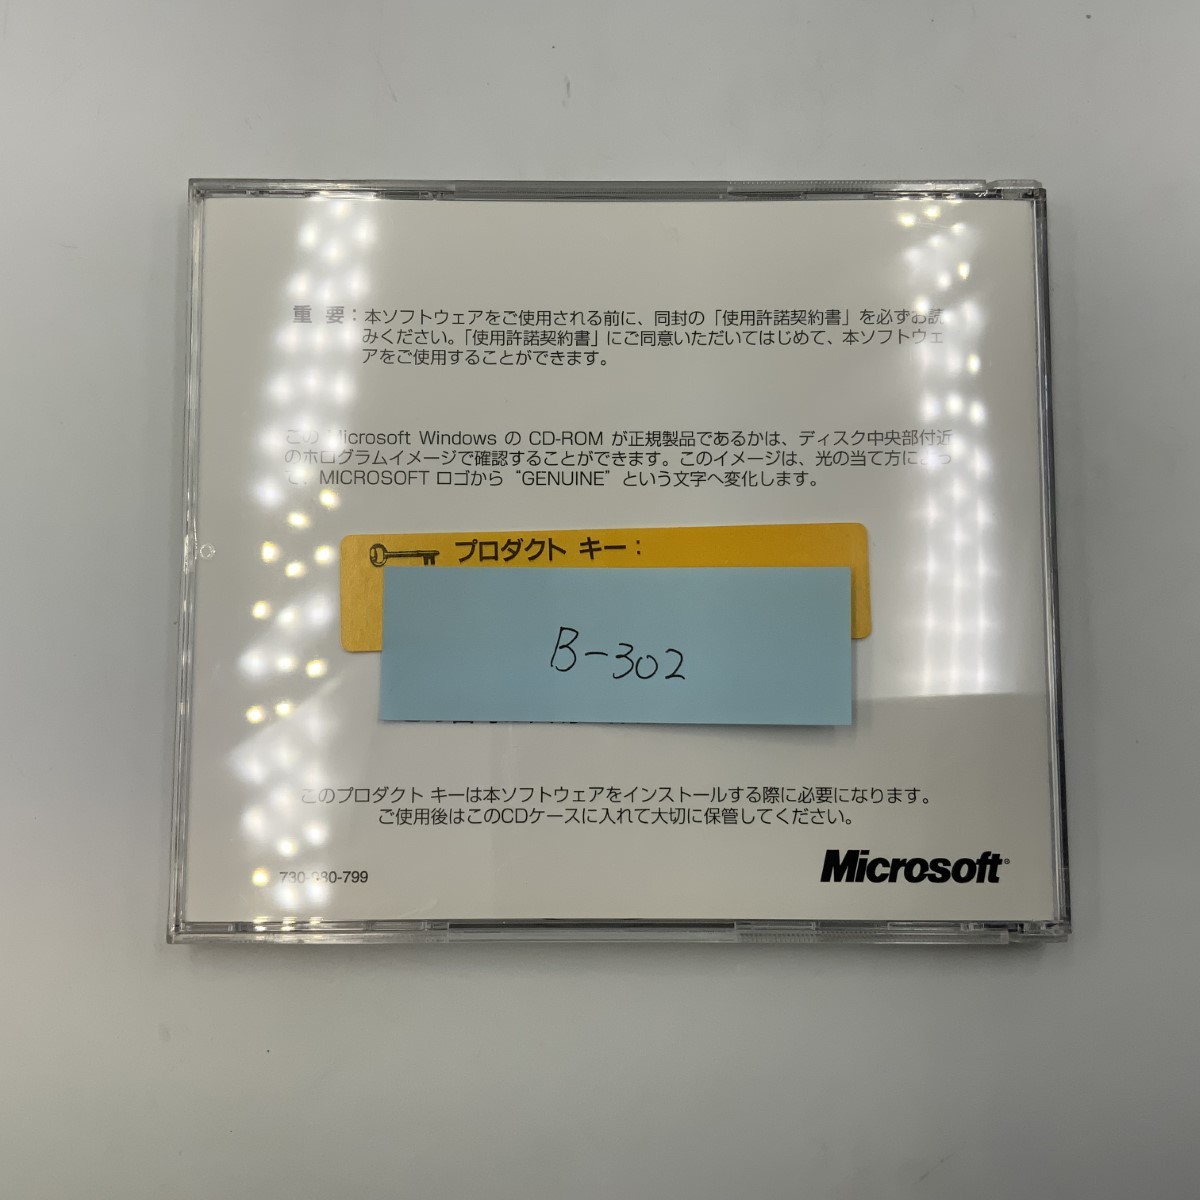 重 要：本ソフトウェアをご使用される前に、同封の「使用許諾契約書」を必ずお読
みください。「使用許諾契約書」にご同意いただいてはじめて、本ソフトウェ
アをご使用することができます。
この Microsoft Windows の CD-ROM が正規製品であるかは、ディスク中央部付近
のホログラムイメージで確認することができます。このイメージは、光の当て方によっ
て、MICROSOFT ロゴから “GENUINE” という文字へ変化します。
プロダクト キー：
B-302
このプロダクト キーは本ソフトウェアをインストールする際に必要になります。
ご使用後はこのCDケースに入れて大切に保管してください。
Microsoft®